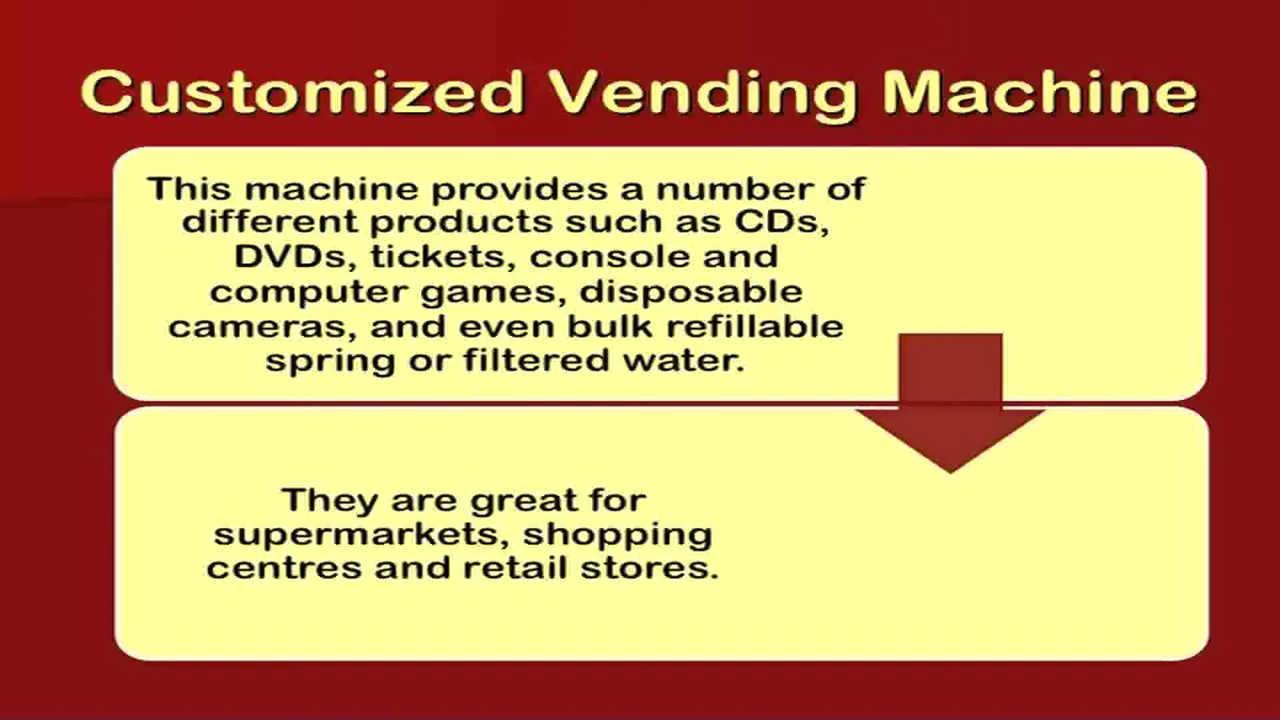 Customized Vending Machine
This machine provides a number of
different products such as CDs,
DVDs, tickets, console and
computer games, disposable
cameras, and even bulk refillable
spring or filtered water.
They are great for
supermarkets, shopping
centres and retail stores.